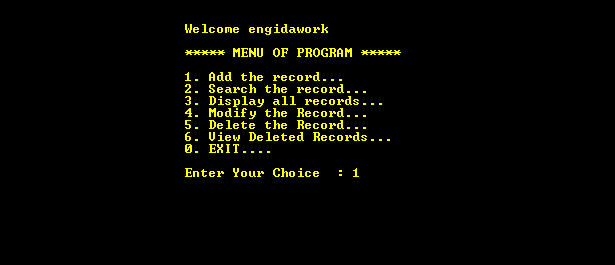 Welcome engidawork
***** MENU OF PROGRAM *****
1. Add the record...
2. Search the record...
3. Display all records...
4. Modify the Record...
5. Delete the Record...
6. View Deleted Records...
0. EXIT....
Enter Your Choice  : 1